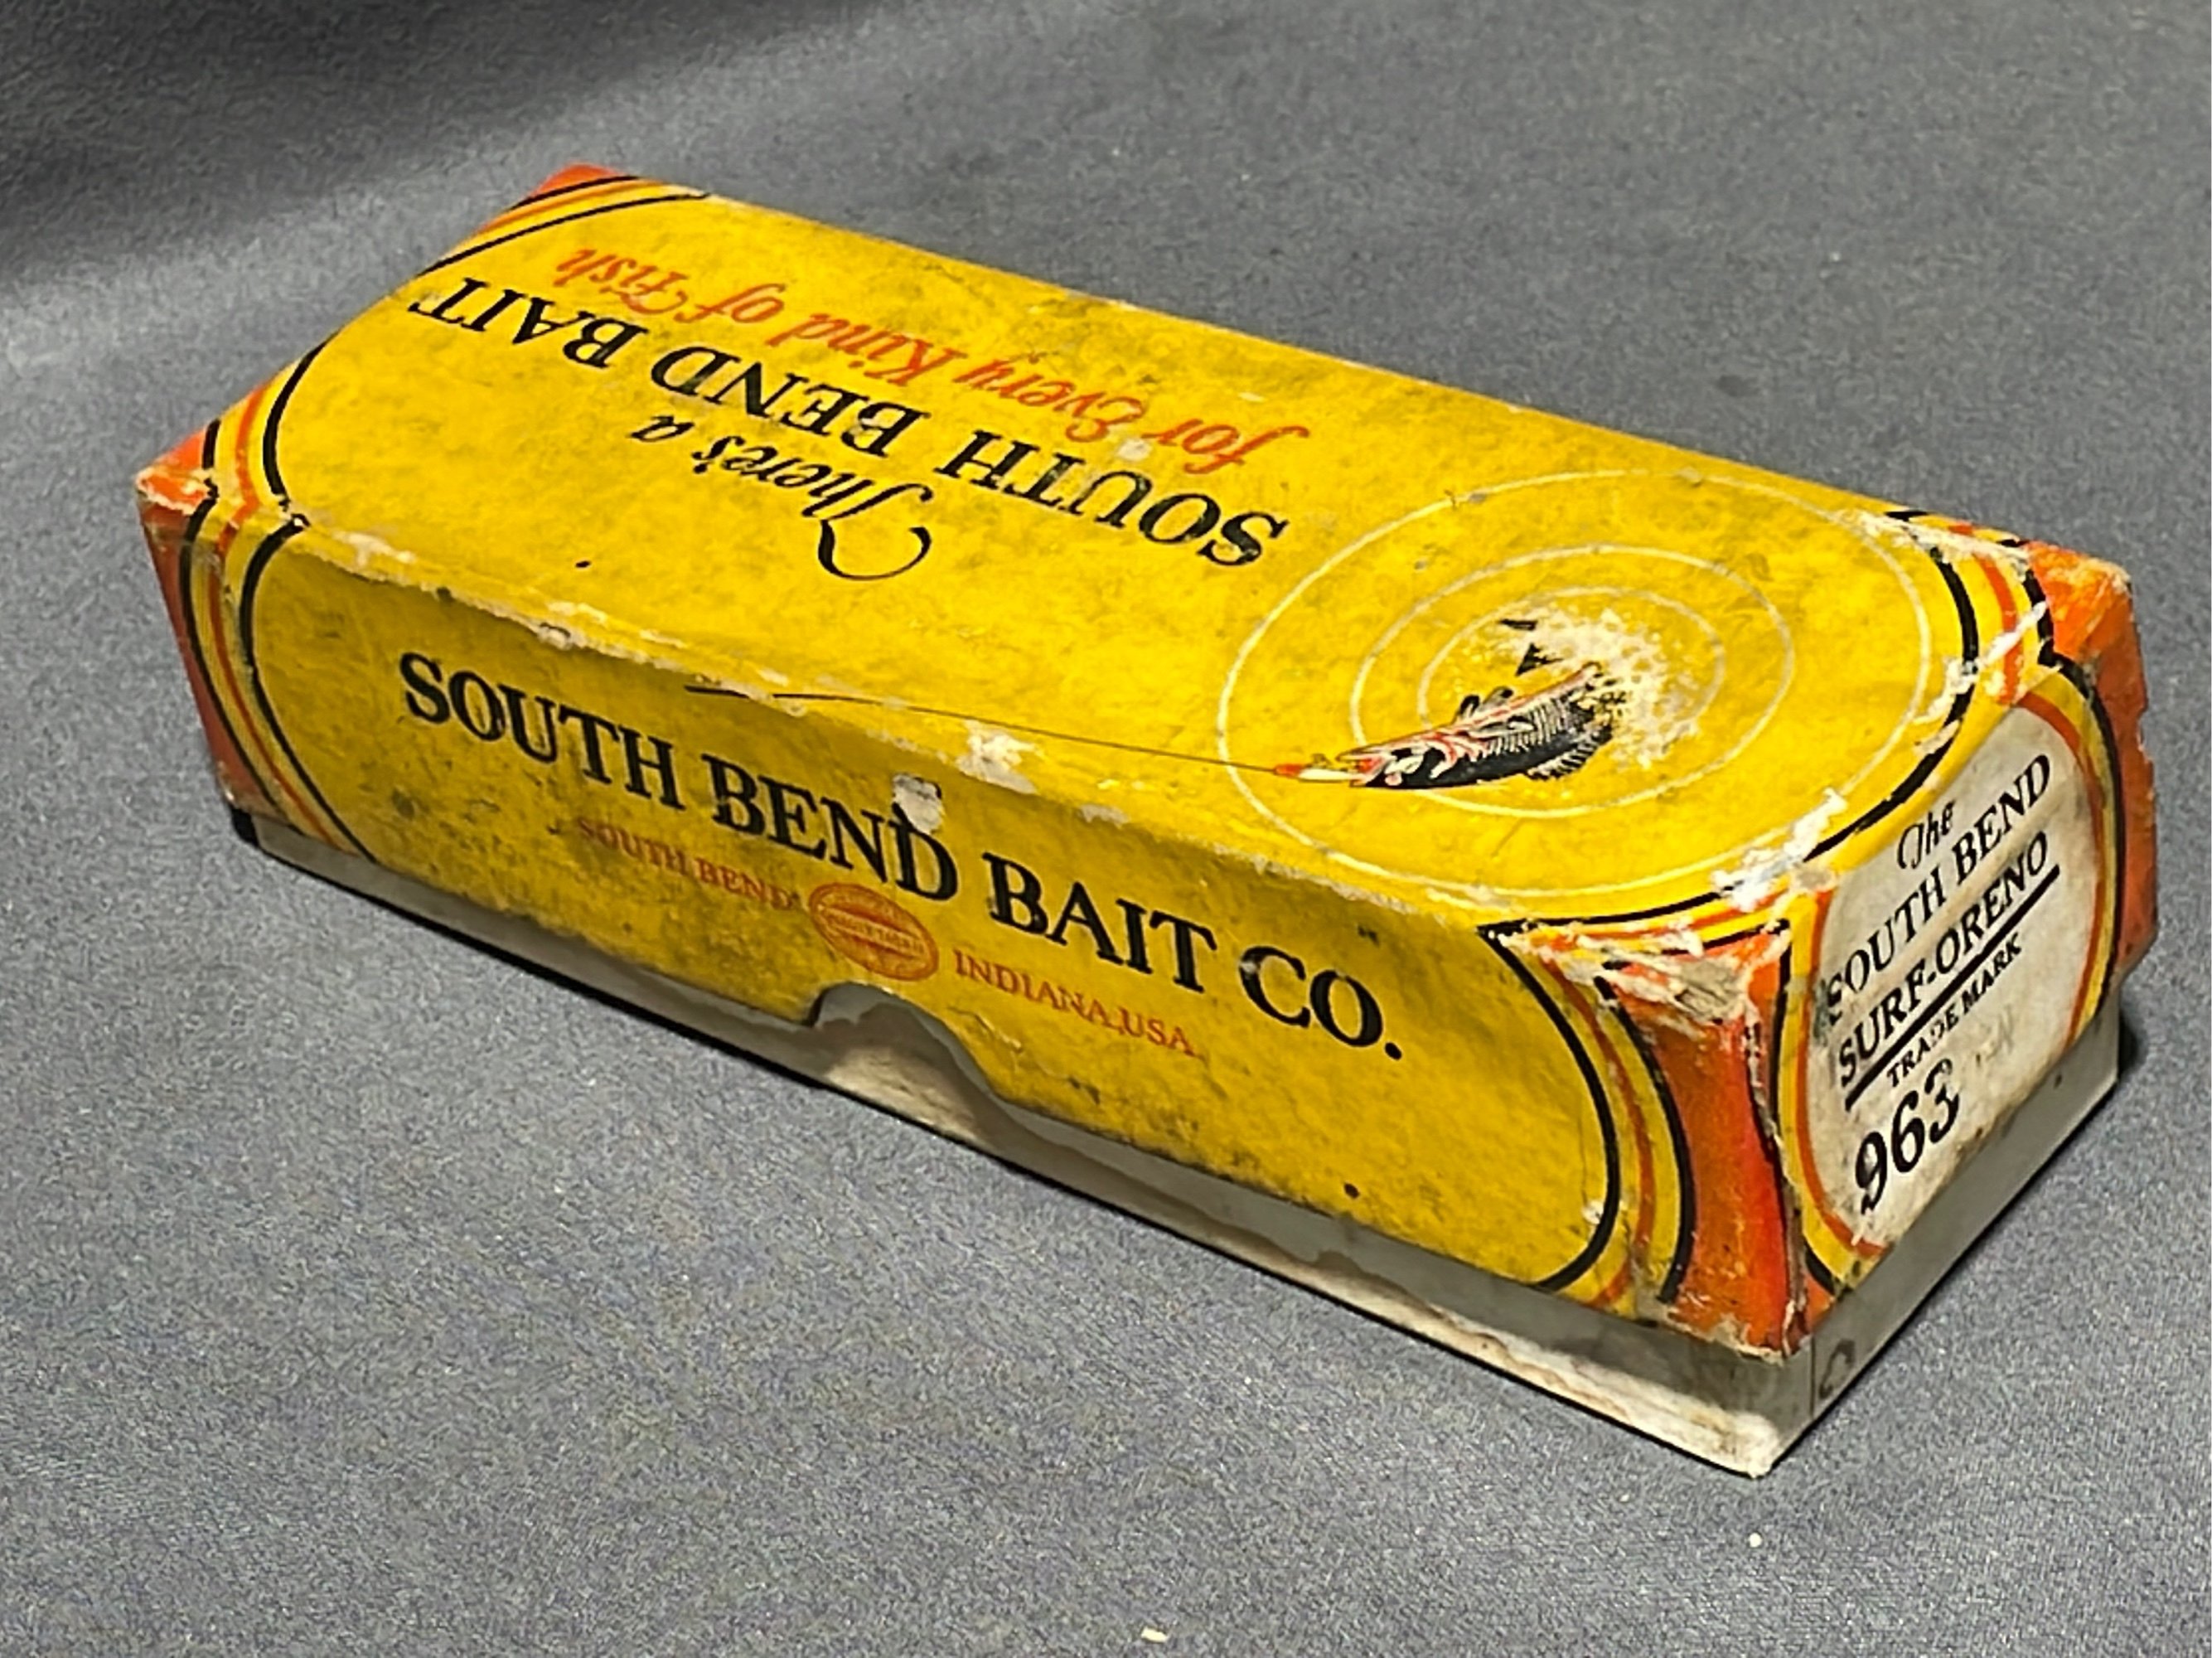 There's a
SOUTH BEND BAIT
for Every Kind of Fish
SOUTH BEND BAIT CO.
SOUTH BEND INDIANA, USA
The
SOUTH BEND
SURF-ORENO
TRADE MARK
963